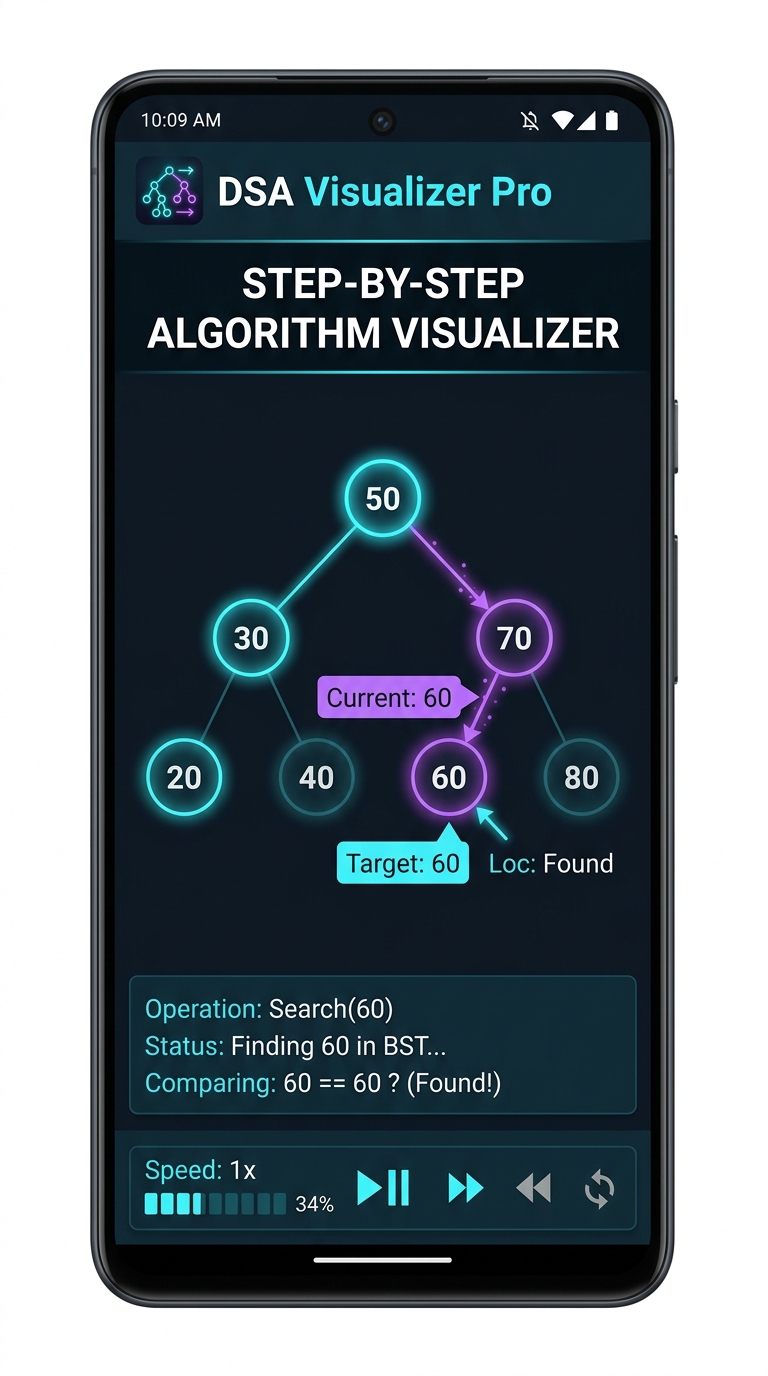 10:09 AM
DSA Visualizer Pro
STEP-BY-STEP
ALGORITHM VISUALIZER
50
30
70
Current: 60
20
40
60
80
Target: 60
Loc: Found
Operation: Search(60)
Status: Finding 60 in BST...
Comparing: 60 == 60 ? (Found!)
Speed: 1x
34%